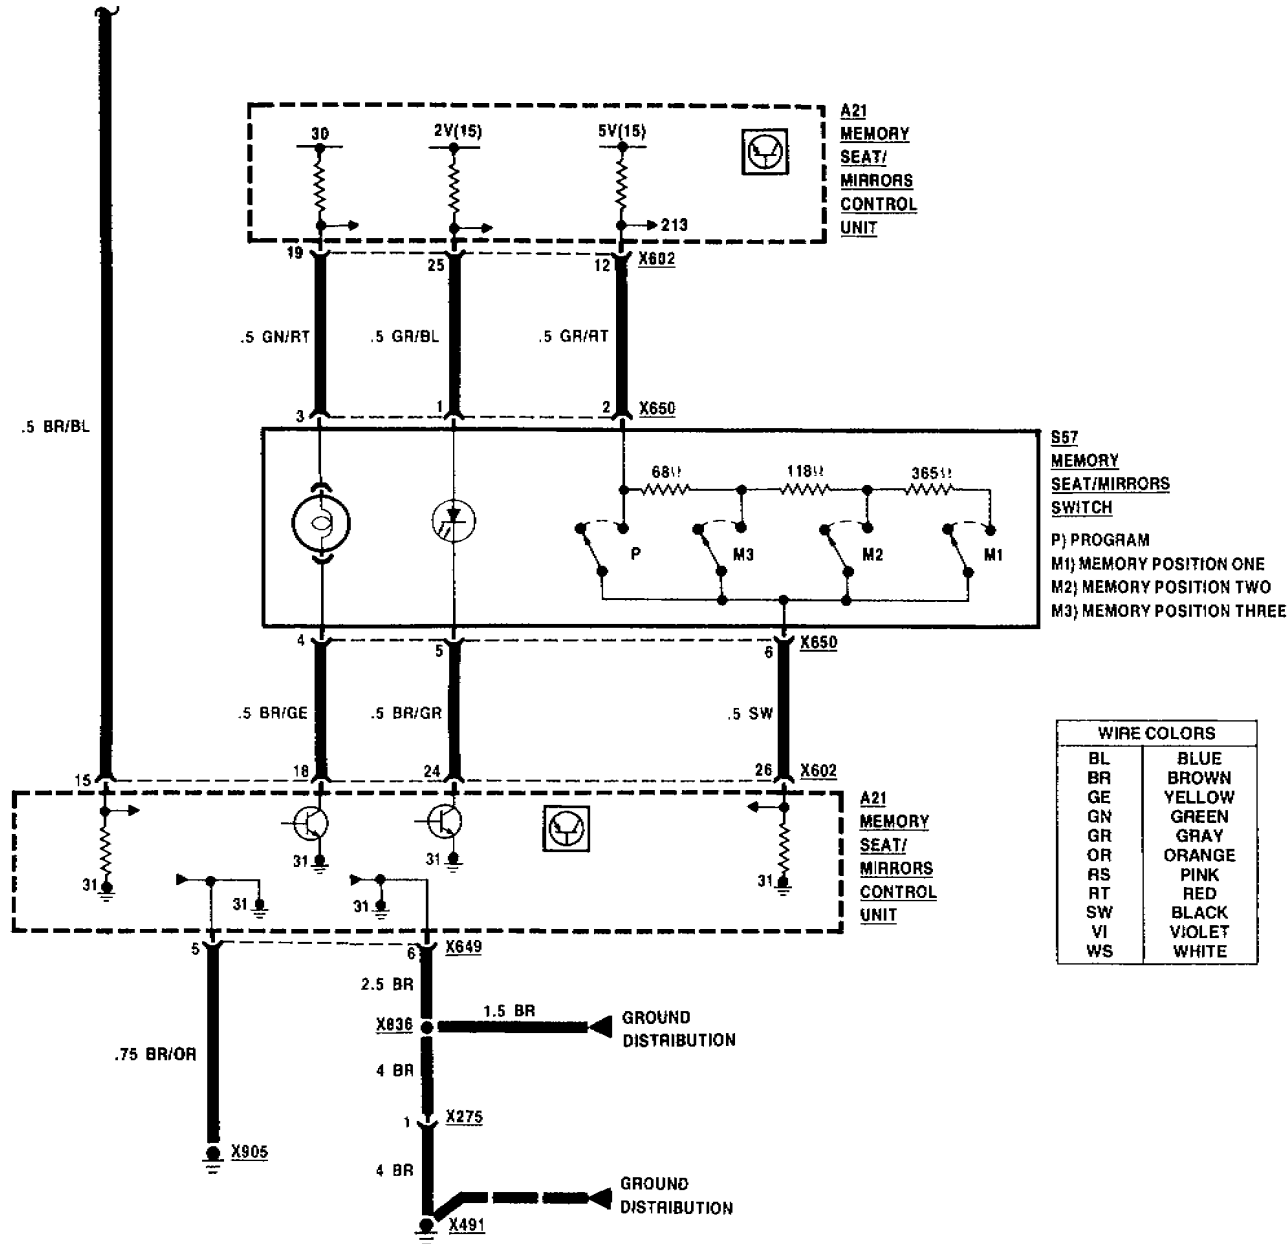 30
2V(15)
5V(15)
A21
MEMORY
SEAT/
MIRRORS
CONTROL
UNIT
213
19
25
12
X602
.5 GN/RT
.5 GR/BL
.5 GR/RT
3
1
2
X650
.5 BR/BL
S57
MEMORY
SEAT/MIRRORS
SWITCH
P) PROGRAM
M1) MEMORY POSITION ONE
M2) MEMORY POSITION TWO
M3) MEMORY POSITION THREE
68Ω
118Ω
365Ω
P
M3
M2
M1
4
5
6
X650
.5 BR/GE
.5 BR/GR
.5 SW
15
18
24
26
X602
A21
MEMORY
SEAT/
MIRRORS
CONTROL
UNIT
31
31
31
31
31
31
5
6
X649
2.5 BR
X836
1.5 BR
GROUND
DISTRIBUTION
.75 BR/OR
4 BR
1
X275
X905
4 BR
GROUND
DISTRIBUTION
X491
WIRE COLORS
BL BLUE
BR BROWN
GE YELLOW
GN GREEN
GR GRAY
OR ORANGE
RS PINK
RT RED
SW BLACK
VI VIOLET
WS WHITE